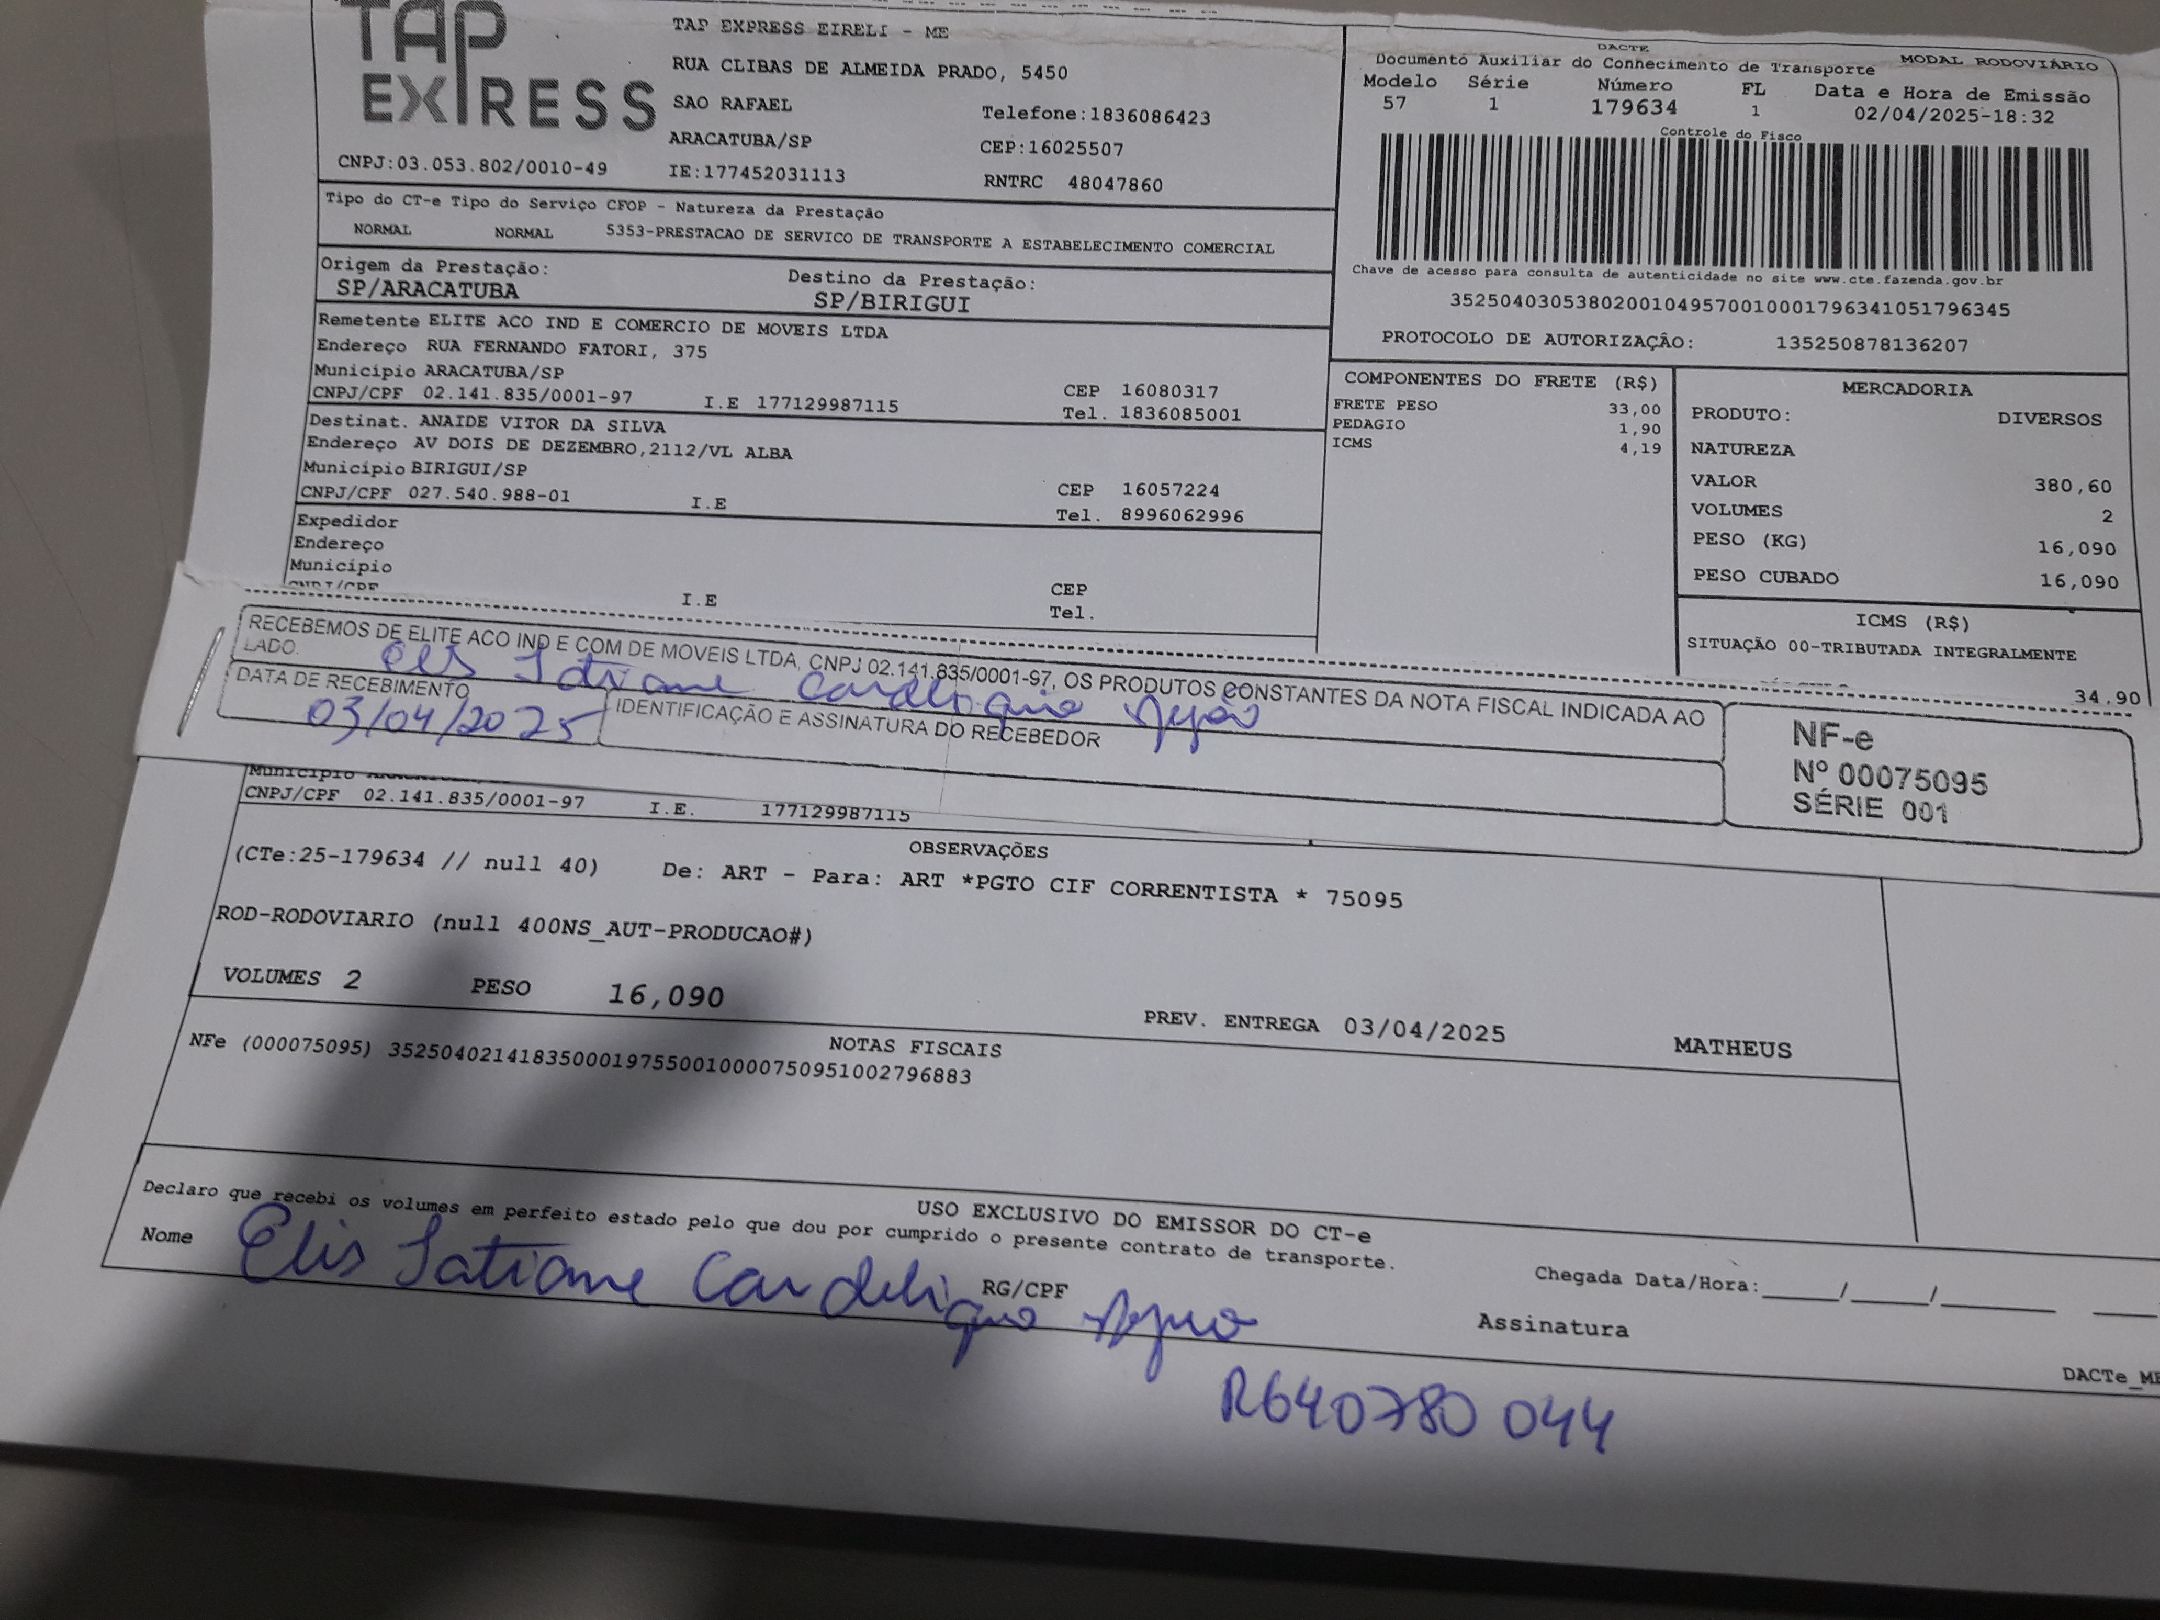 TAP EXPRESS
TAP EXPRESS EIRELI - ME
RUA CLIBAS DE ALMEIDA PRADO, 5450
SAO RAFAEL Telefone:1836086423
ARACATUBA/SP CEP:16025507
CNPJ:03.053.802/0010-49 IE:177452031113 RNTRC 48047860
DACTE
Documento Auxiliar do Conhecimento de Transporte MODAL RODOVIÁRIO
Modelo Série Número FL Data e Hora de Emissão
57 1 179634 1 02/04/2025-18:32
Controle do Fisco
Chave de acesso para consulta de autenticidade no site www.cte.fazenda.gov.br
35250403053802001049570010001796341051796345
PROTOCOLO DE AUTORIZAÇÃO: 135250878136207
Tipo do CT-e Tipo do Serviço CFOP - Natureza da Prestação
NORMAL NORMAL 5353-PRESTACAO DE SERVICO DE TRANSPORTE A ESTABELECIMENTO COMERCIAL
Origem da Prestação: Destino da Prestação:
SP/ARACATUBA SP/BIRIGUI
Remetente ELITE ACO IND E COMERCIO DE MOVEIS LTDA
Endereço RUA FERNANDO FATORI, 375
Município ARACATUBA/SP CEP 16080317
CNPJ/CPF 02.141.835/0001-97 I.E 177129987115 Tel. 1836085001
Destinat. ANAIDE VITOR DA SILVA
Endereço AV DOIS DE DEZEMBRO,2112/VL ALBA
Município BIRIGUI/SP CEP 16057224
CNPJ/CPF 027.540.988-01 I.E Tel. 8996062996
Expedidor
Endereço
Município CEP
CNPJ/CPF I.E Tel.
COMPONENTES DO FRETE (R$)
FRETE PESO 33,00
PEDAGIO 1,90
ICMS 4,19
MERCADORIA
PRODUTO: DIVERSOS
NATUREZA
VALOR 380,60
VOLUMES 2
PESO (KG) 16,090
PESO CUBADO 16,090
ICMS (R$)
SITUAÇÃO 00-TRIBUTADA INTEGRALMENTE
34,90
RECEBEMOS DE ELITE ACO IND E COM DE MOVEIS LTDA, CNPJ 02.141.835/0001-97, OS PRODUTOS CONSTANTES DA NOTA FISCAL INDICADA AO
LADO.
Elis Tatiane
DATA DE RECEBIMENTO IDENTIFICAÇÃO E ASSINATURA DO RECEBEDOR
03/04/2025
NF-e
Nº 00075095
SÉRIE 001
Município
CNPJ/CPF 02.141.835/0001-97 I.E. 177129987115
OBSERVAÇÕES
(CTe:25-179634 // null 40) De: ART - Para: ART *PGTO CIF CORRENTISTA * 75095
ROD-RODOVIARIO (null 400NS_AUT-PRODUCAO#)
VOLUMES 2 PESO 16,090 PREV. ENTREGA 03/04/2025 MATHEUS
NOTAS FISCAIS
NFe (000075095) 35250402141835000197550010000750951002796883
USO EXCLUSIVO DO EMISSOR DO CT-e
Declaro que recebi os volumes em perfeito estado pelo que dou por cumprido o presente contrato de transporte.
Nome Elis Tatiane RG/CPF Chegada Data/Hora:_____/_____/_______
Assinatura
R640780044